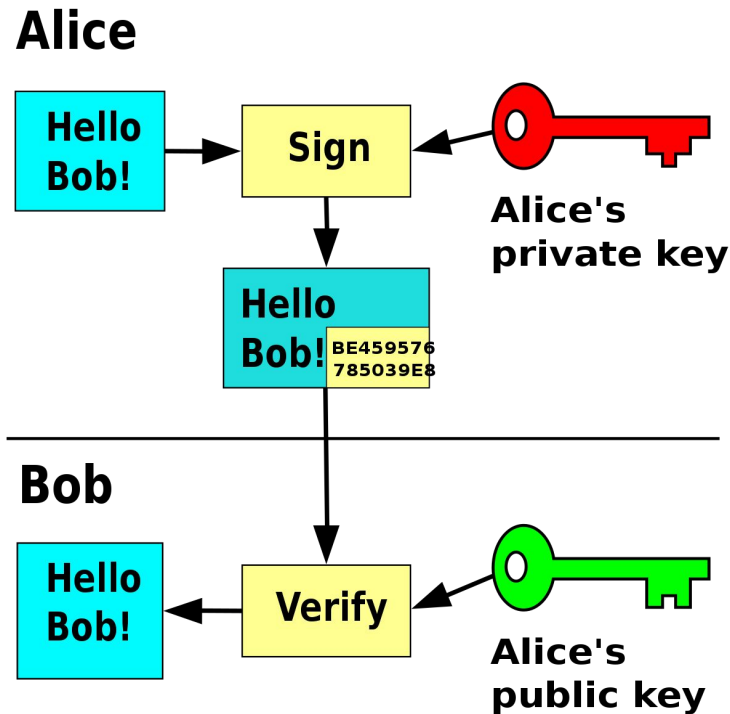 Alice
Hello
Bob!
Sign
Alice's
private key
Hello
Bob!
BE459576
785039E8
Bob
Hello
Bob!
Verify
Alice's
public key